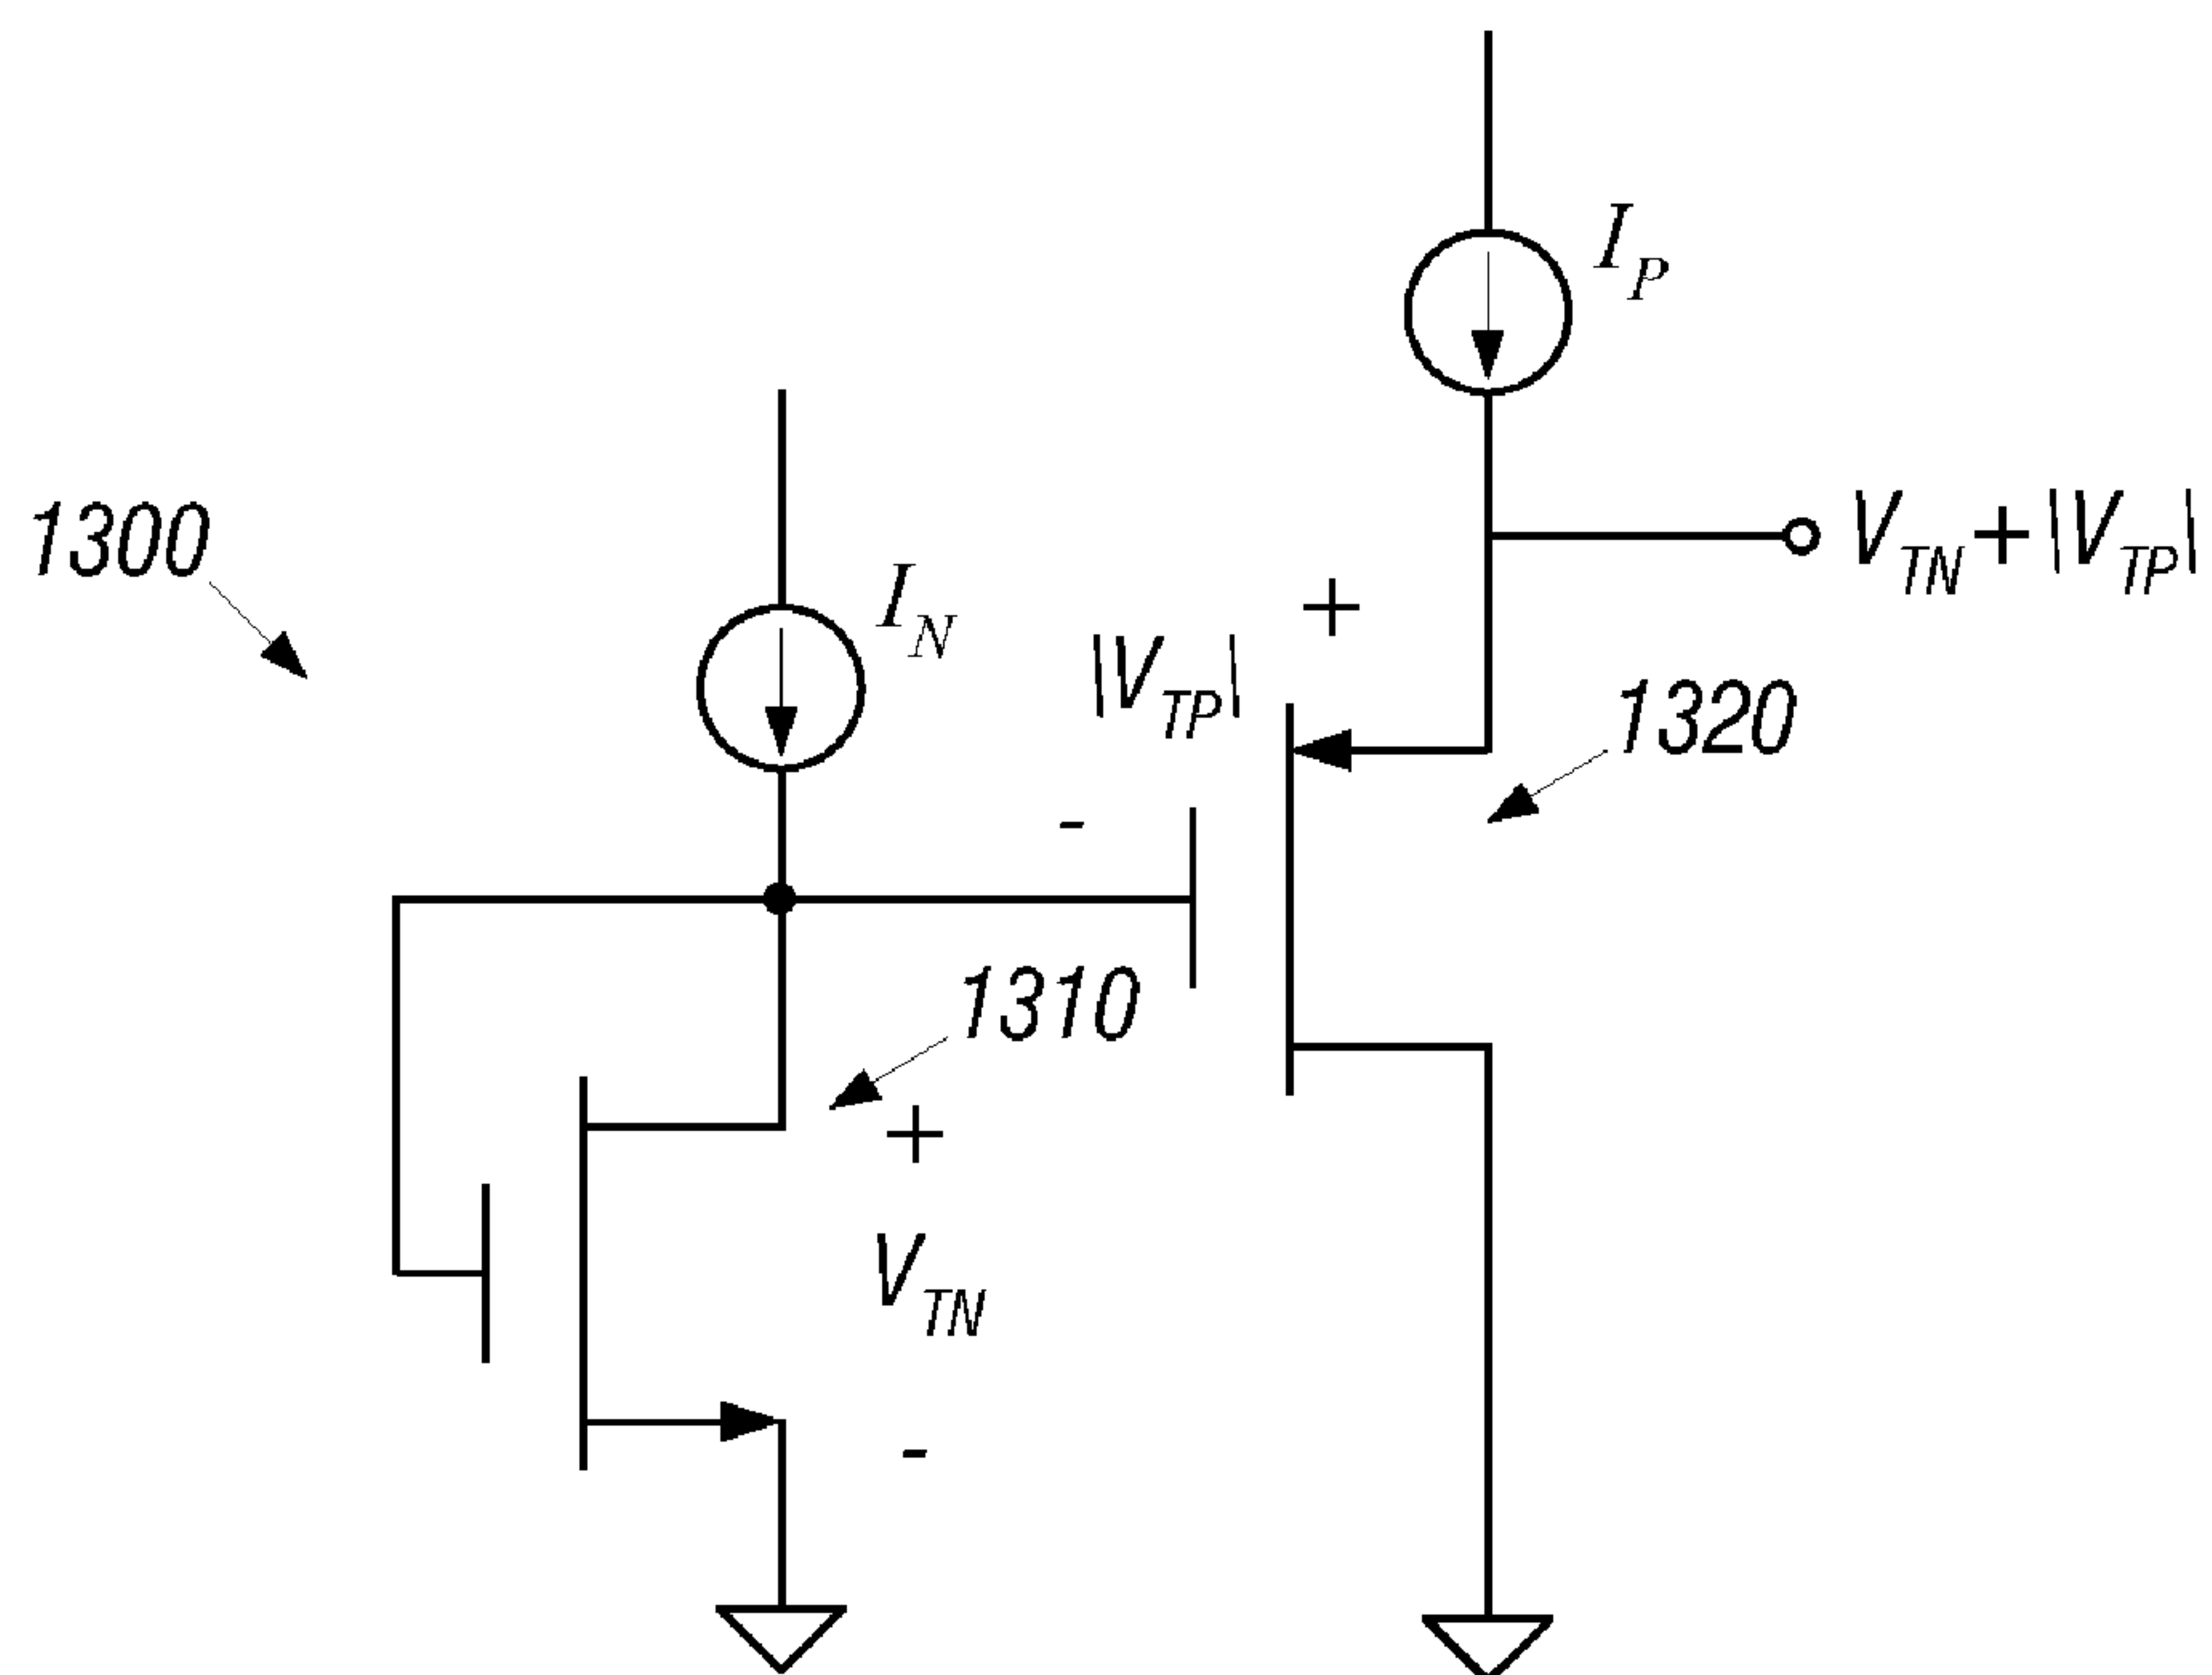 I_P
1300
V_TN+|V_TP|
I_N
+
|V_TP|
1320
-
1310
+
V_TN
-